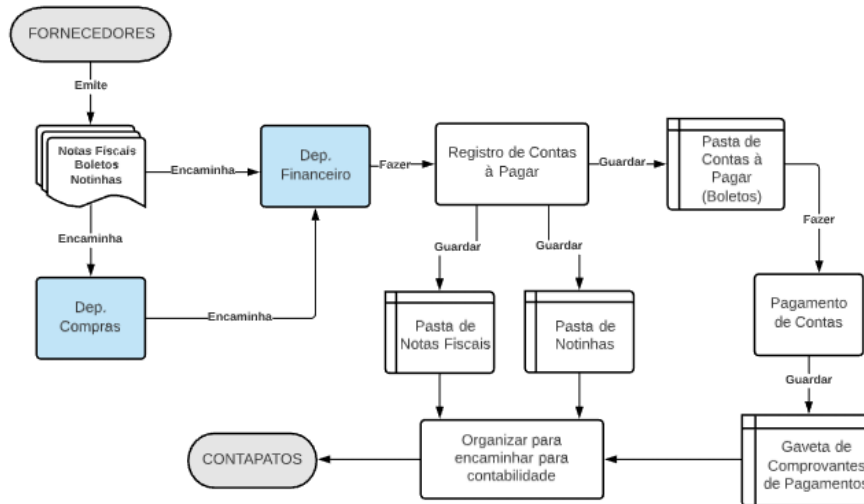 FORNECEDORES
Emite
Notas Fiscais
Boletos
Notinhas
Encaminha
Dep.
Financeiro
Fazer
Registro de Contas
à Pagar
Guardar
Pasta de
Contas à
Pagar
(Boletos)
Encaminha
Dep.
Compras
Encaminha
Guardar
Guardar
Fazer
Pasta de
Notas Fiscais
Pasta de
Notinhas
Pagamento
de Contas
Guardar
CONTAPATOS
Organizar para
encaminhar para
contabilidade
Gaveta de
Comprovantes
de Pagamentos